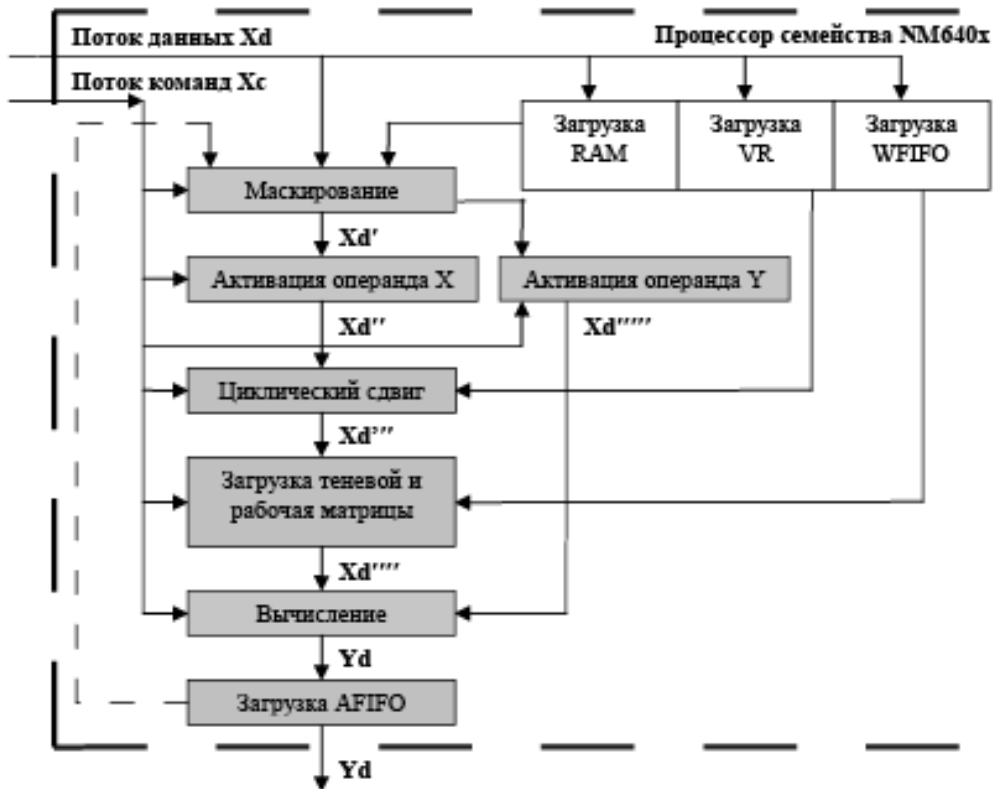 Поток данных Xd
Процессор семейства NM640x
Поток команд Xc
Загрузка
RAM
Загрузка
VR
Загрузка
WFIFO
Маскирование
Xd'
Активация операнда X
Активация операнда Y
Xd''
Xd'''''
Циклический сдвиг
Xd'''
Загрузка теневой и
рабочая матрицы
Xd''''
Вычисление
Yd
Загрузка AFIFO
Yd